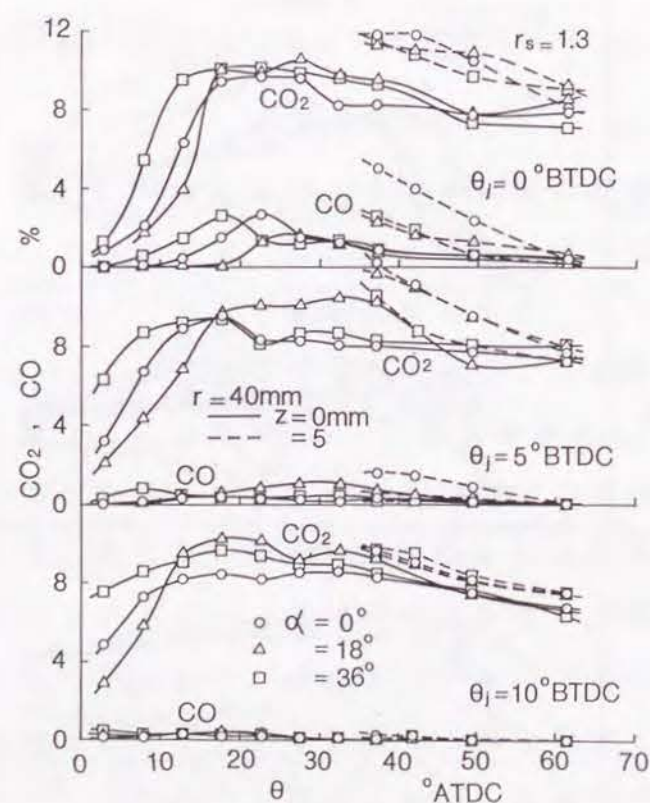 12
r_s = 1.3
8
CO₂
θ_j = 0 °BTDC
4
CO
%
0
8
CO₂
r = 40mm
z = 0mm
= 5
4
θ_j = 5°BTDC
CO
0
CO₂ , CO
CO₂
8
α = 0°
= 18°
= 36°
4
θ_j = 10°BTDC
CO
0
0 10 20 30 40 50 60 70
θ °ATDC